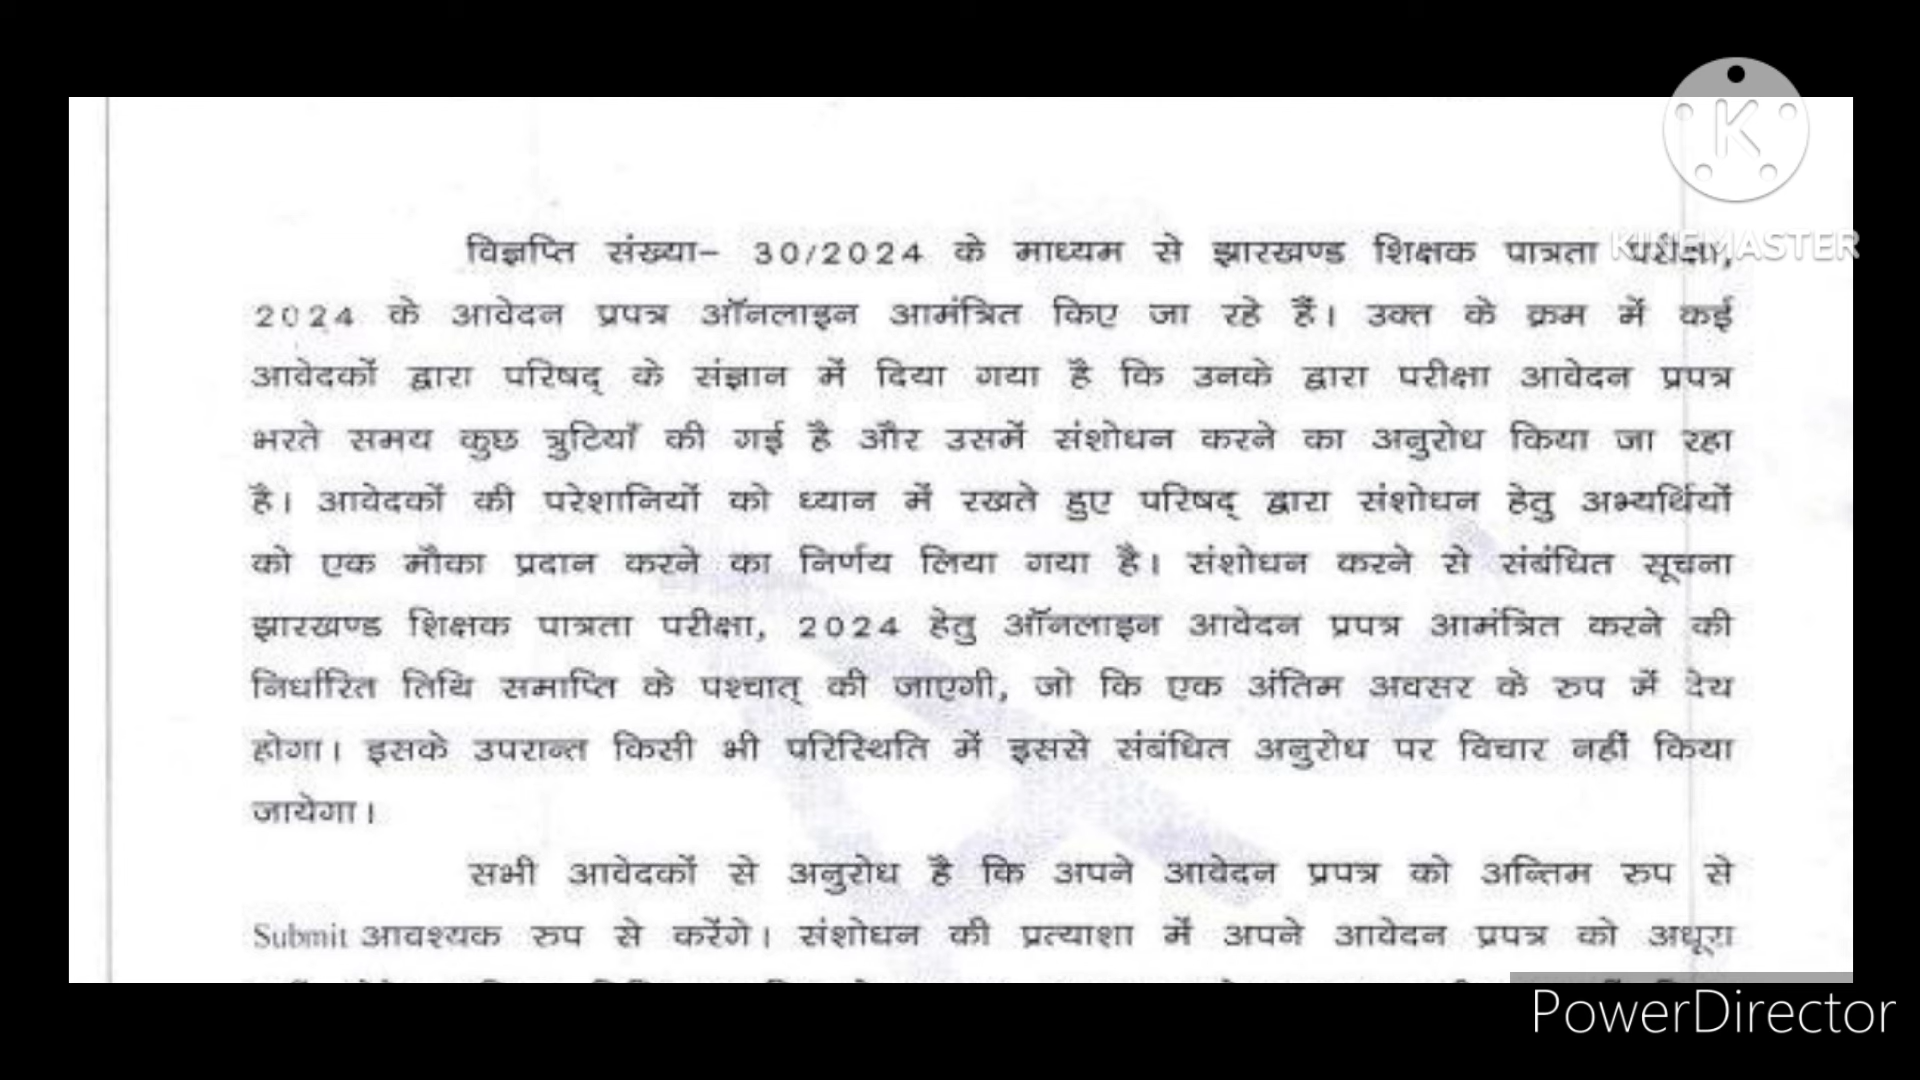 KINEMASTER
विज्ञप्ति संख्या– 30/2024 के माध्यम से झारखण्ड शिक्षक पात्रता परीक्षा,
2024 के आवेदन प्रपत्र ऑनलाइन आमंत्रित किए जा रहे हैं। उक्त के क्रम में कई
आवेदकों द्वारा परिषद् के संज्ञान में दिया गया है कि उनके द्वारा परीक्षा आवेदन प्रपत्र
भरते समय कुछ त्रुटियाँ की गई है और उसमें संशोधन करने का अनुरोध किया जा रहा
है। आवेदकों की परेशानियों को ध्यान में रखते हुए परिषद् द्वारा संशोधन हेतु अभ्यर्थियों
को एक मौका प्रदान करने का निर्णय लिया गया है। संशोधन करने से संबंधित सूचना
झारखण्ड शिक्षक पात्रता परीक्षा, 2024 हेतु ऑनलाइन आवेदन प्रपत्र आमंत्रित करने की
निर्धारित तिथि समाप्ति के पश्चात् की जाएगी, जो कि एक अंतिम अवसर के रुप में देय
होगा। इसके उपरान्त किसी भी परिस्थिति में इससे संबंधित अनुरोध पर विचार नहीं किया
जायेगा।
सभी आवेदकों से अनुरोध है कि अपने आवेदन प्रपत्र को अन्तिम रुप से
Submit आवश्यक रुप से करेंगे। संशोधन की प्रत्याशा में अपने आवेदन प्रपत्र को अधूरा
PowerDirector